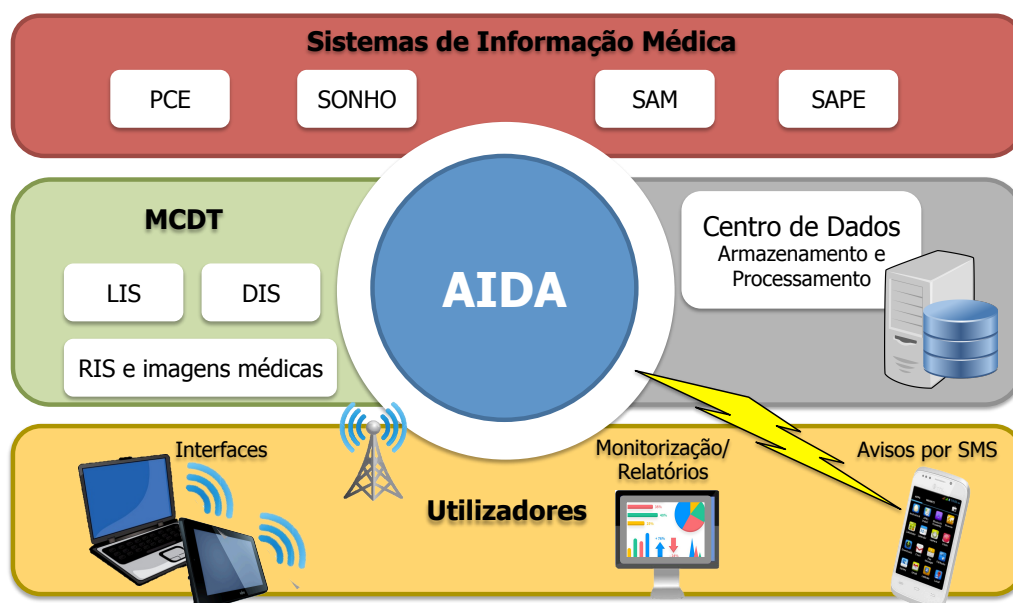 Sistemas de Informação Médica
PCE
SONHO
SAM
SAPE
MCDT
LIS
DIS
RIS e imagens médicas
AIDA
Centro de Dados
Armazenamento e
Processamento
Interfaces
Utilizadores
Monitorização/
Relatórios
Avisos por SMS